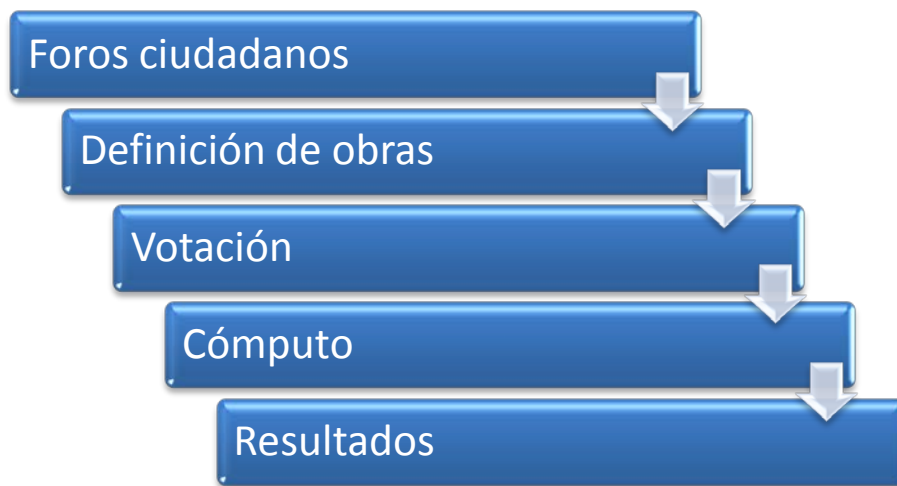 Foros ciudadanos
Definición de obras
Votación
Cómputo
Resultados